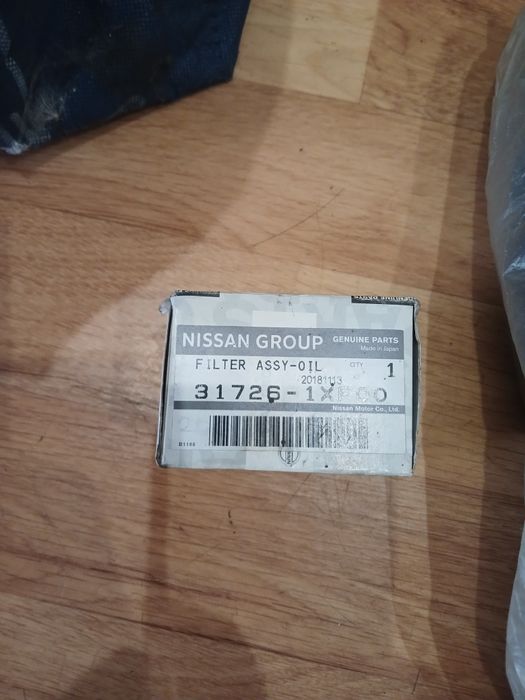 NISSAN GROUP GENUINE PARTS
Made in Japan
FILTER ASSY-OIL QTY 1
20181113
31726-1XF00
Nissan Motor Co., Ltd.